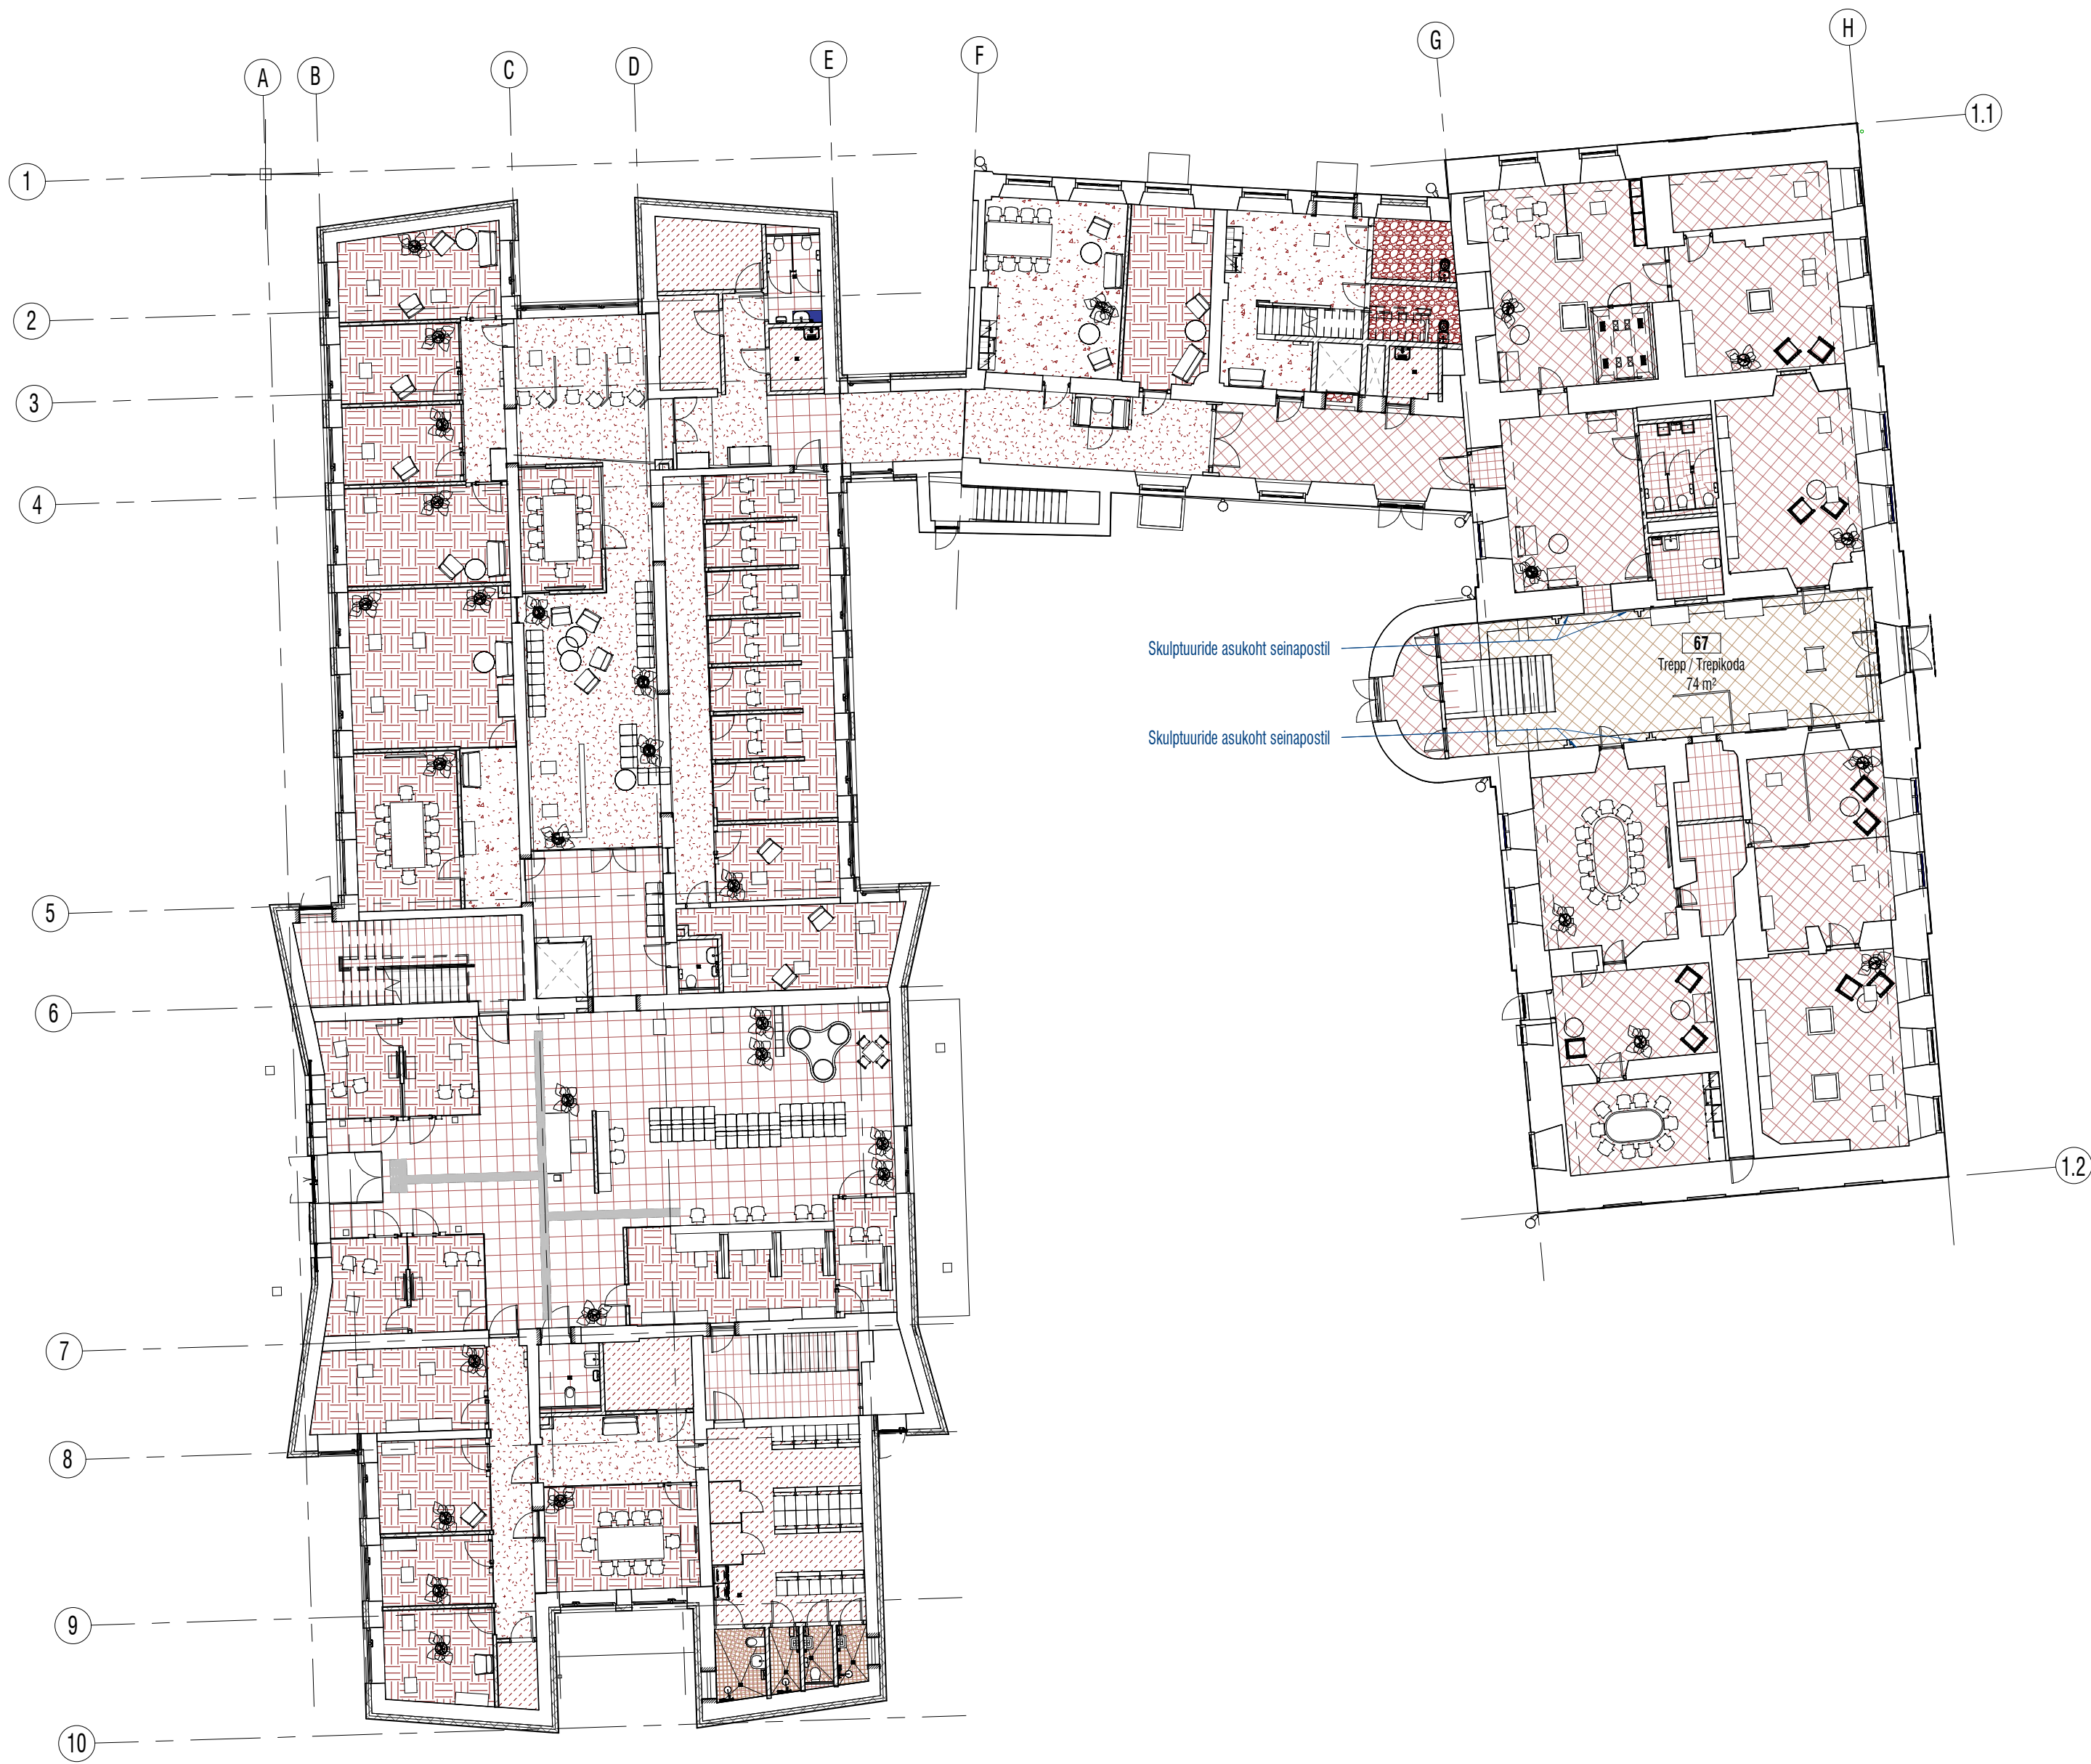 A
B
C
D
E
F
G
H
1.1
1
2
3
4
5
6
7
8
9
10
1.2
Skulptuuride asukoht seinapostil
67
Trepp / Trepikoda
74 m²
Skulptuuride asukoht seinapostil